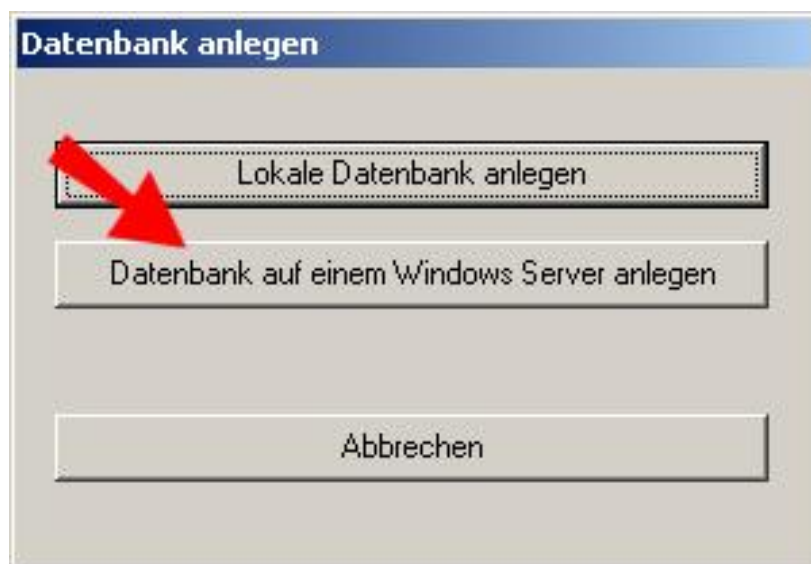 Datenbank anlegen
Lokale Datenbank anlegen
Datenbank auf einem Windows Server anlegen
Abbrechen